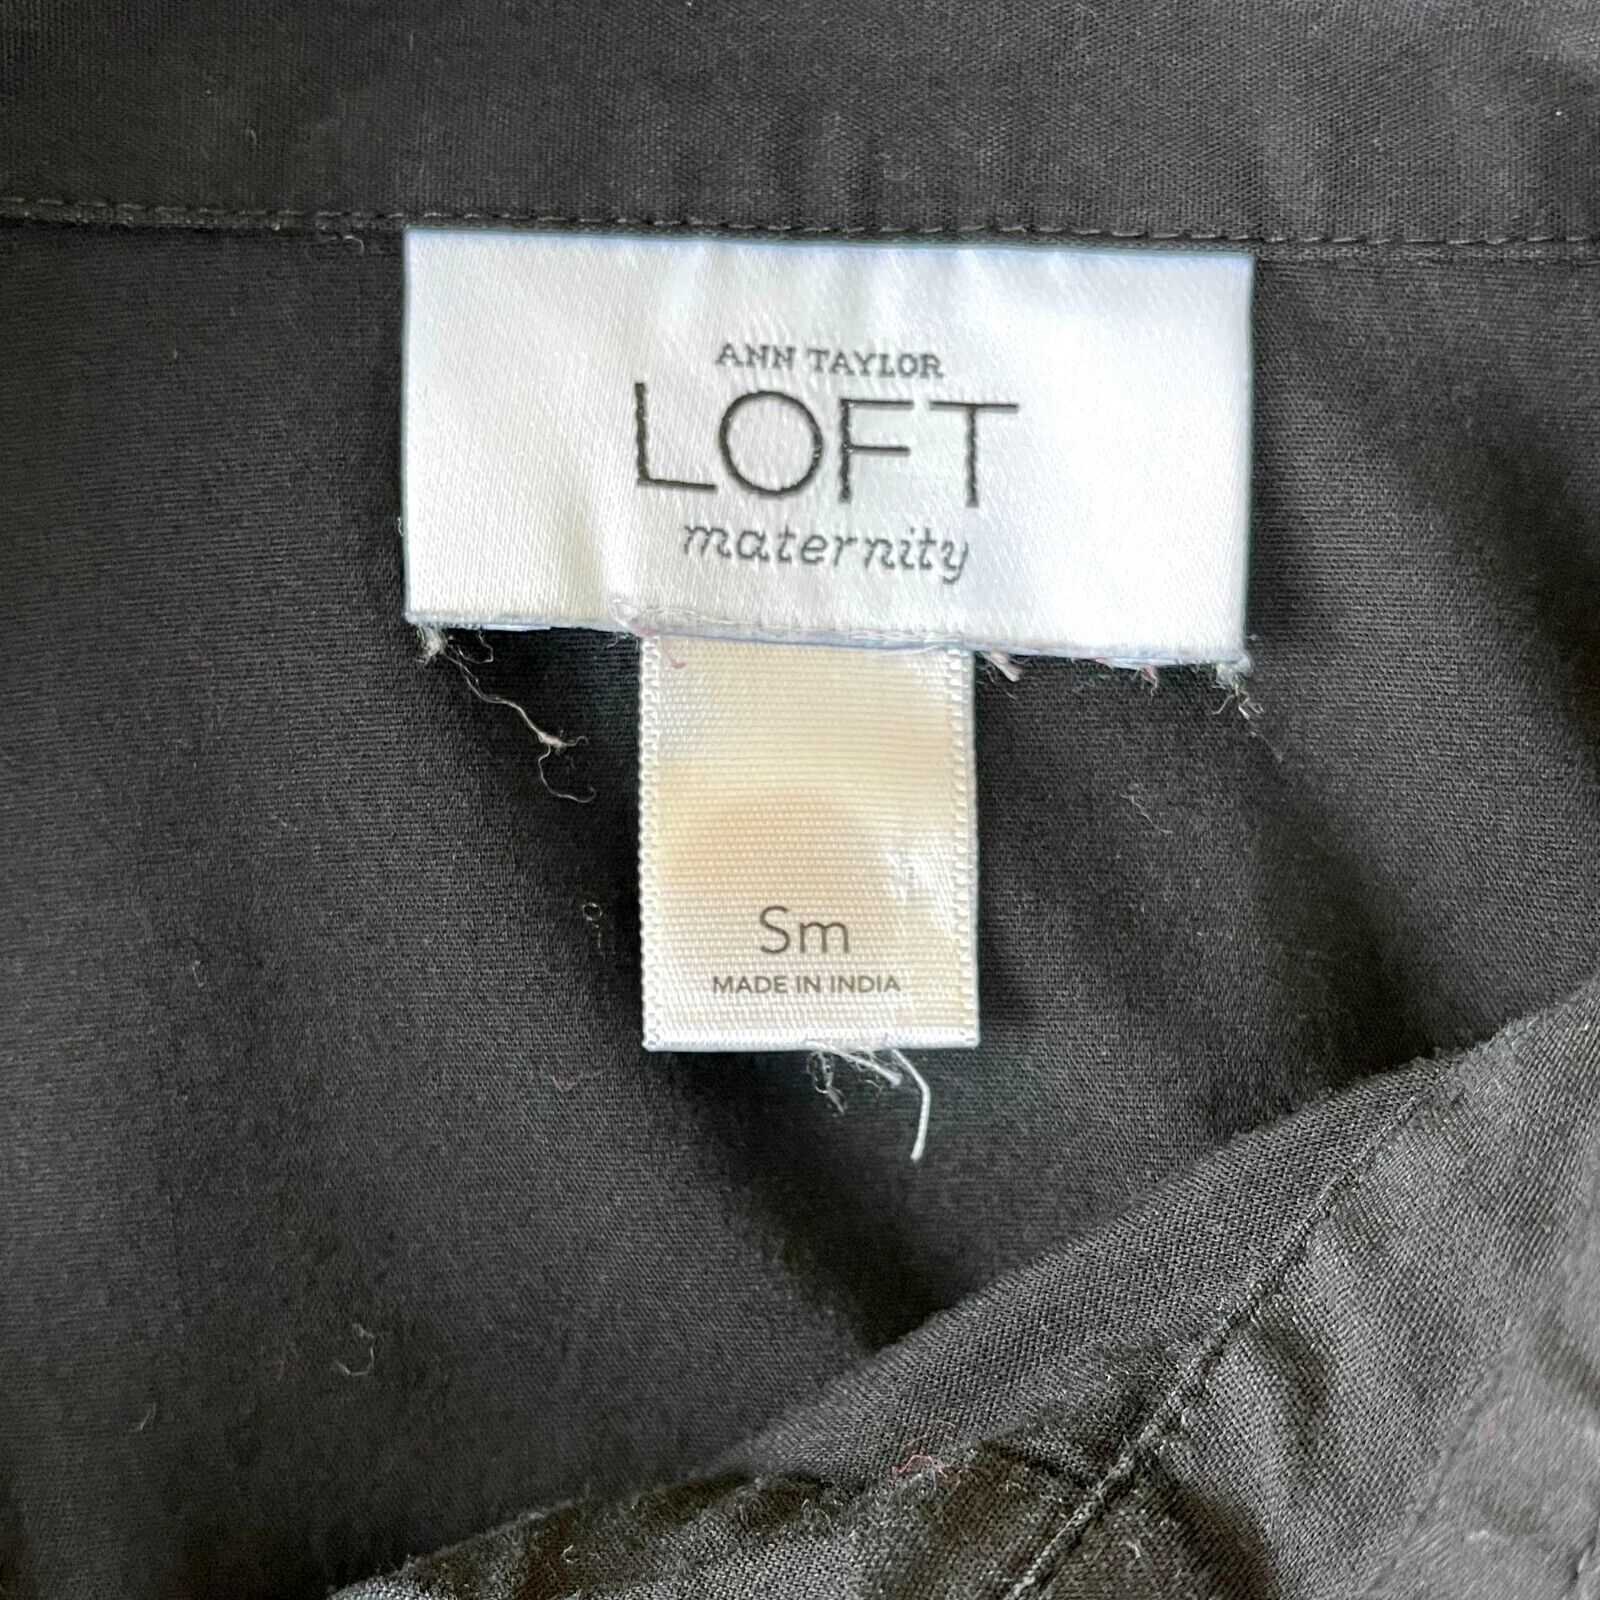 ANN TAYLOR
LOFT
maternity
Sm
MADE IN INDIA